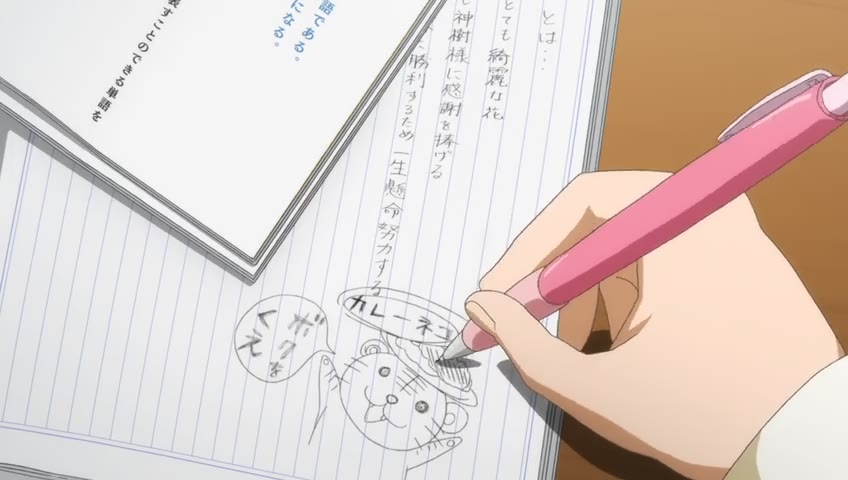 とは…
とても 綺麗な花
し神樹様に感謝を捧げる
に勝利するため 一生懸命努力する
カレーネコ
ボクを
くえ
語である。
になる。
すことのできる単語を